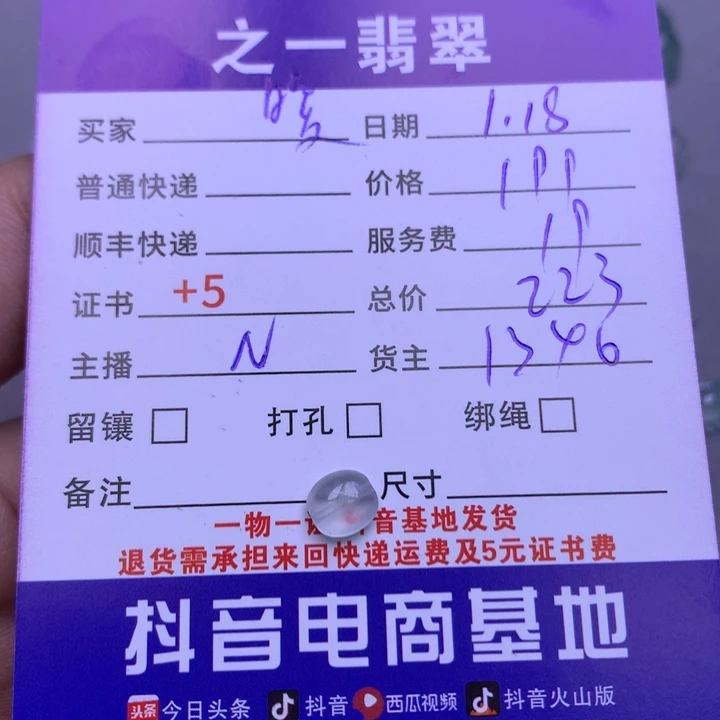 之一翡翠
买家 暖 日期 1.18
普通快递 价格
顺丰快递 服务费
证书 +5 总价 223
主播 N 货主 1346
留镶 打孔 绑绳
备注 尺寸
一物一证 抖音基地发货
退货需承担来回快递运费及5元证书费
抖音电商基地
头条 今日头条 抖音 西瓜视频 抖音火山版